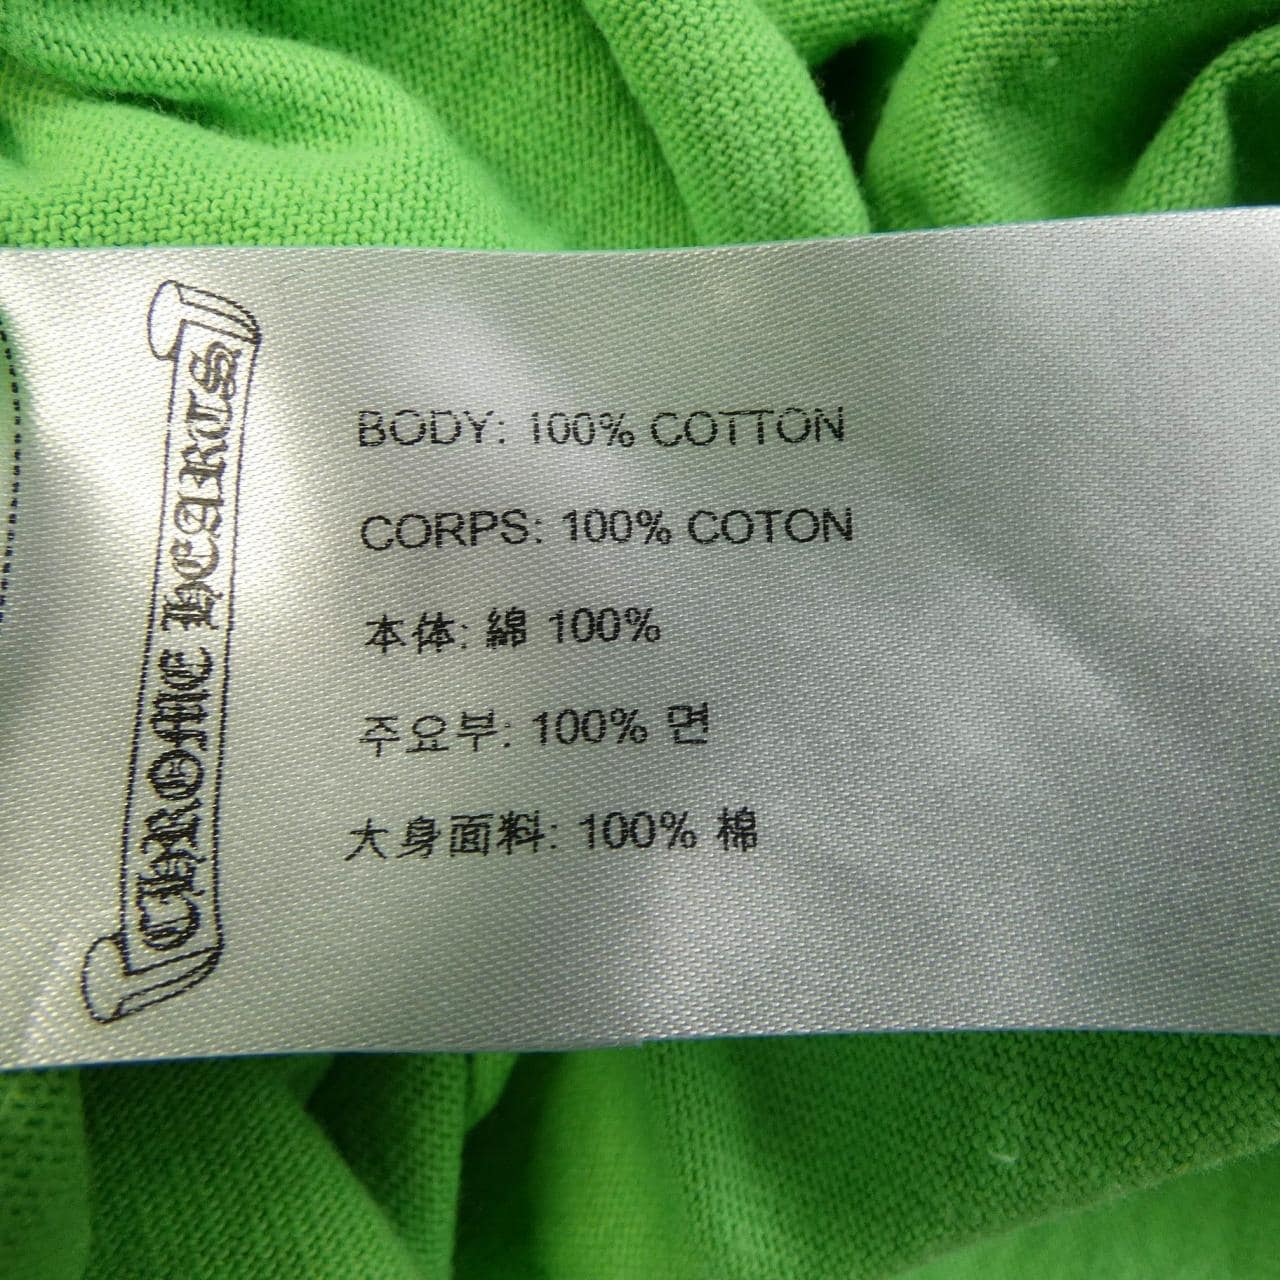 CHROME HEARTS
BODY: 100% COTTON
CORPS: 100% COTON
本体: 綿 100%
주요부: 100% 면
大身面料: 100% 棉